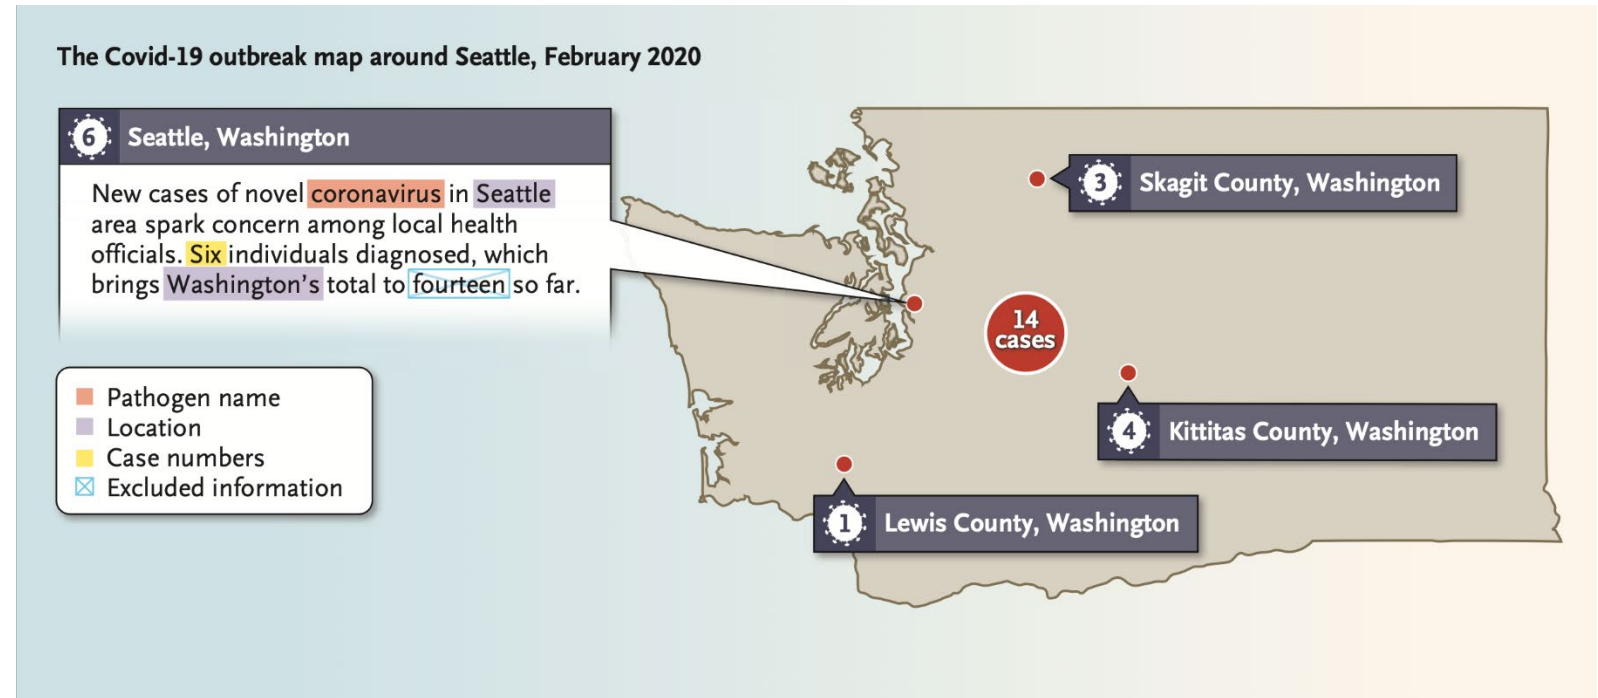 The Covid-19 outbreak map around Seattle, February 2020
6 Seattle, Washington
New cases of novel coronavirus in Seattle
area spark concern among local health
officials. Six individuals diagnosed, which
brings Washington's total to fourteen so far.
Pathogen name
Location
Case numbers
Excluded information
3 Skagit County, Washington
14
cases
4 Kittitas County, Washington
1 Lewis County, Washington